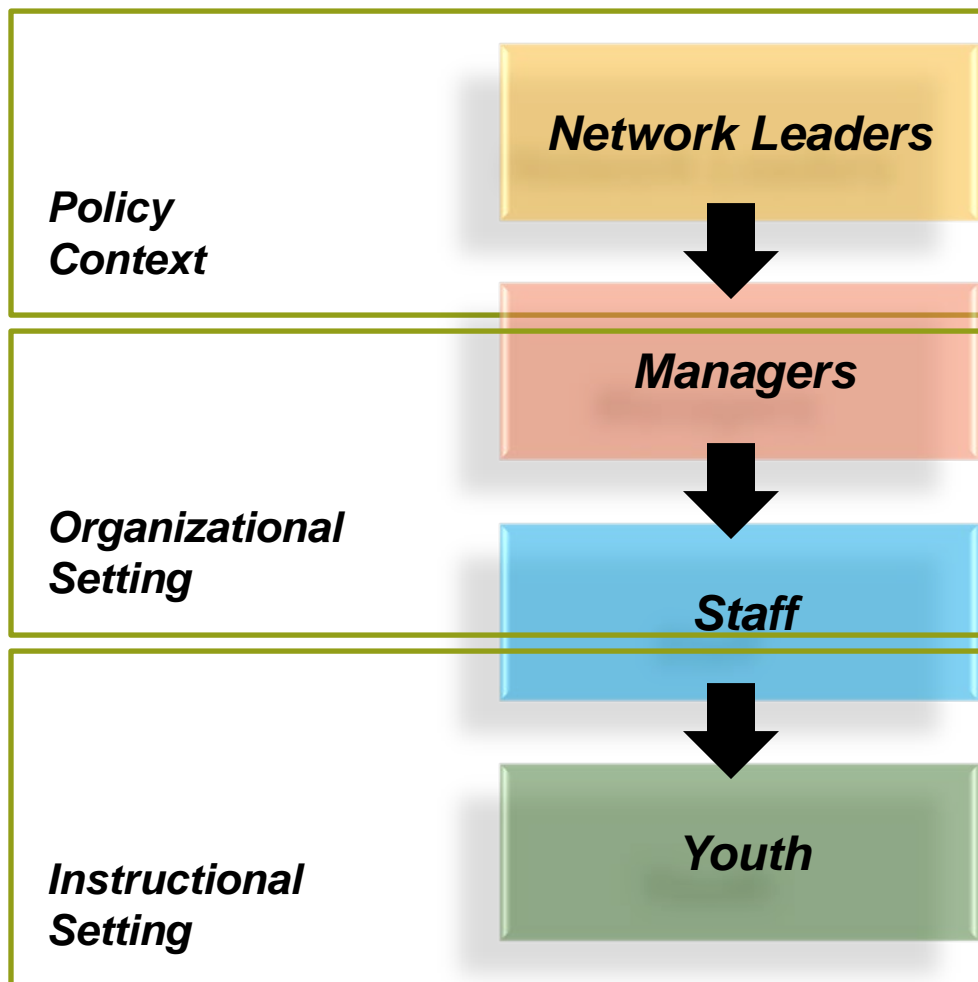 Network Leaders
Policy
Context
Managers
Organizational
Setting
Staff
Youth
Instructional
Setting